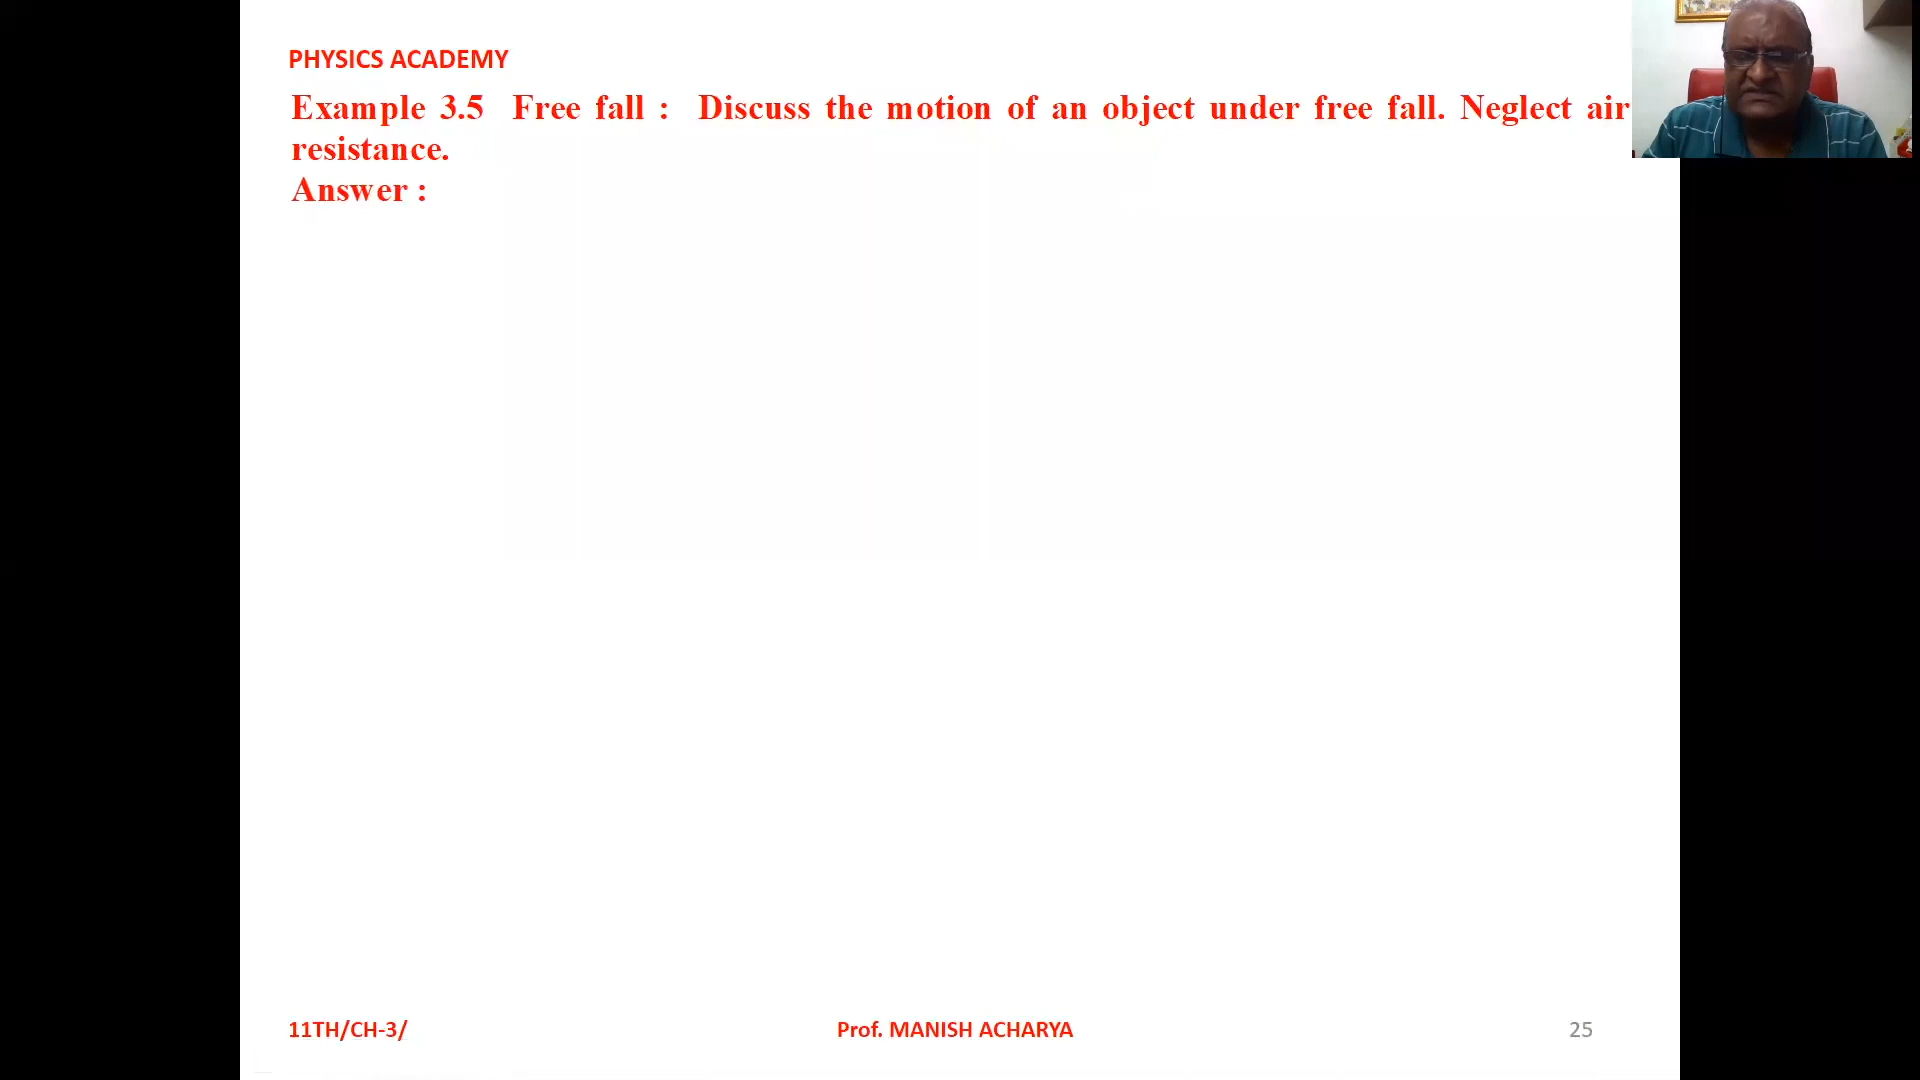 PHYSICS ACADEMY
Example 3.5 Free fall : Discuss the motion of an object under free fall. Neglect air
resistance.
Answer :
11TH/CH-3/
Prof. MANISH ACHARYA
25